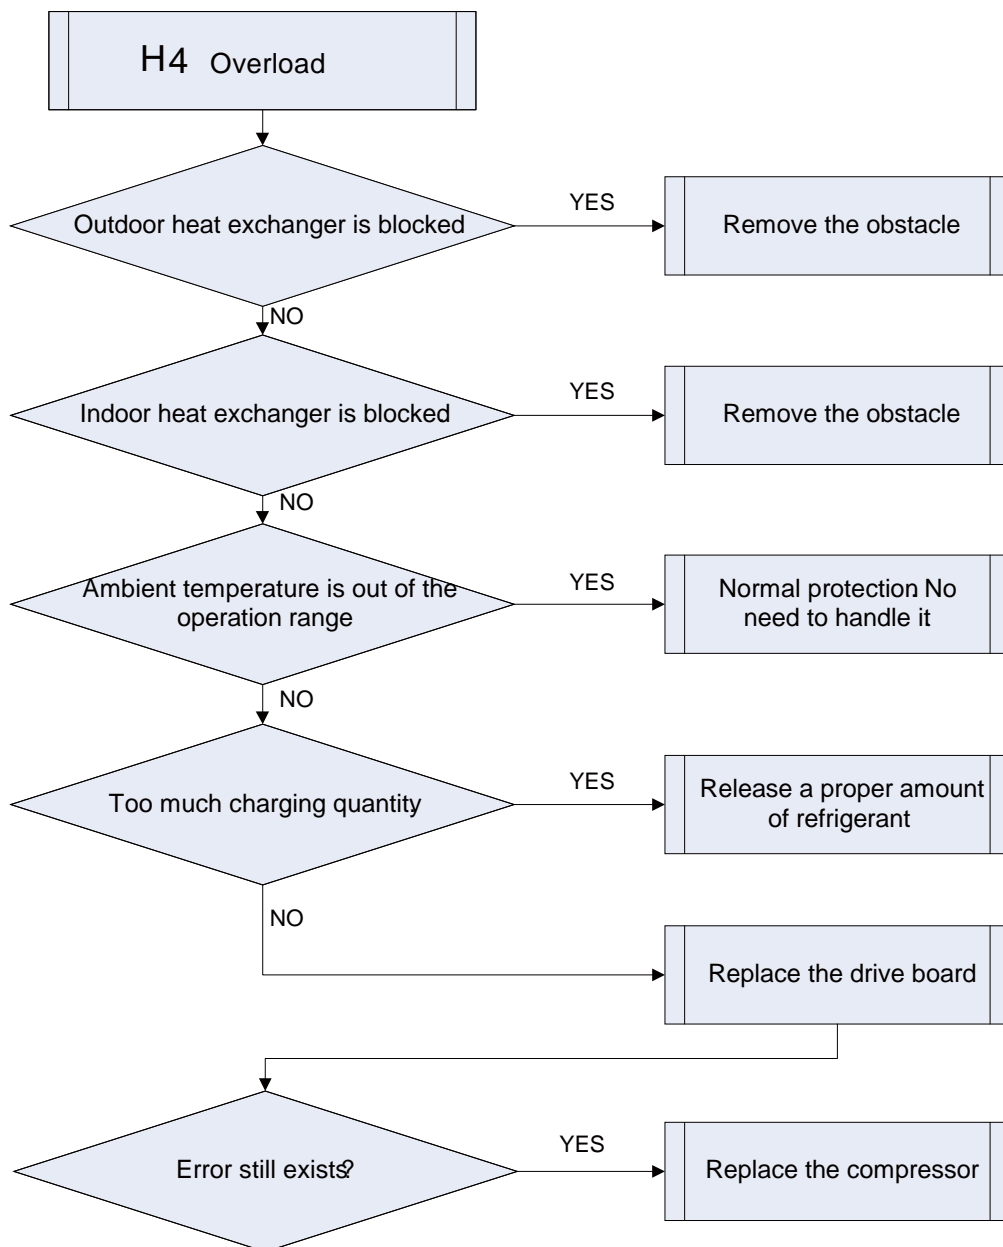 H4 Overload
Outdoor heat exchanger is blocked
YES
Remove the obstacle
NO
Indoor heat exchanger is blocked
YES
Remove the obstacle
NO
Ambient temperature is out of the
operation range
YES
Normal protection. No
need to handle it
NO
Too much charging quantity
YES
Release a proper amount
of refrigerant
NO
Replace the drive board
Error still exists?
YES
Replace the compressor